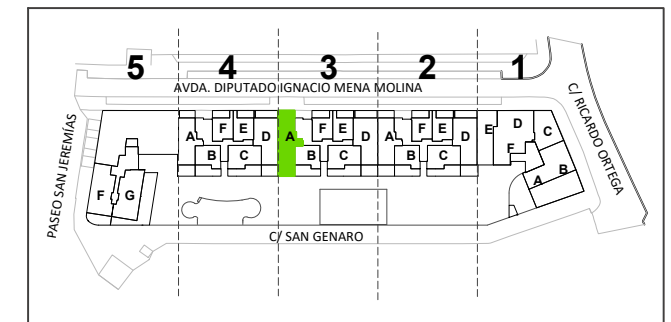 5 4 3 2 1
AVDA. DIPUTADO IGNACIO MENA MOLINA
C/ RICARDO ORTEGA
PASEO SAN JEREMÍAS
A F E D A F E D A F E D E D C
B C B C B C F
F G A B
C/ SAN GENARO